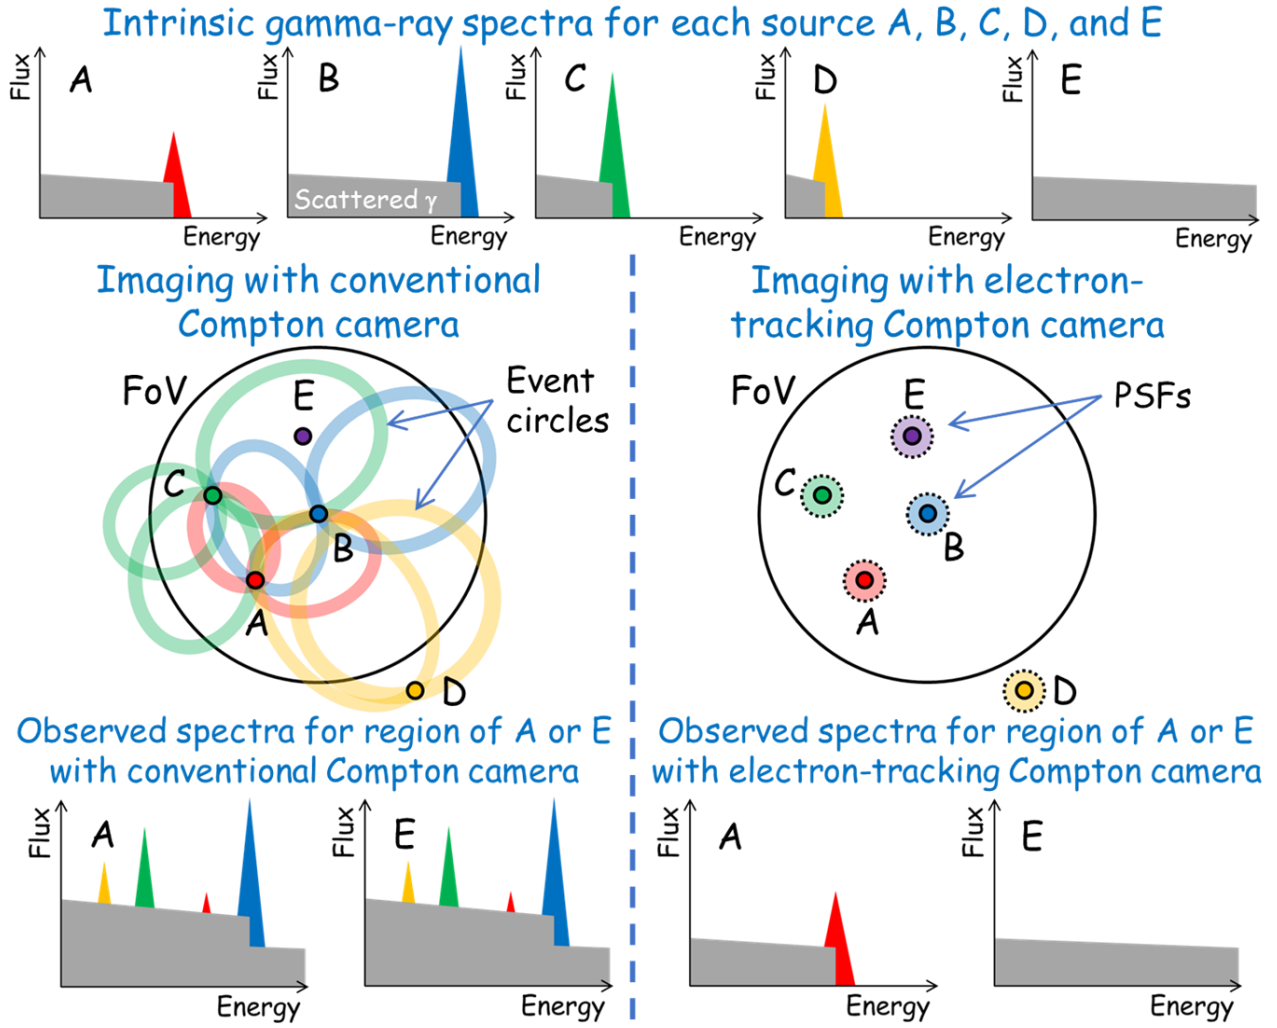 Intrinsic gamma-ray spectra for each source A, B, C, D, and E
Flux
A
Energy
Flux
B
Scattered γ
Energy
Flux
C
Energy
Flux
D
Energy
Flux
E
Energy
Imaging with conventional
Compton camera
FoV
E
Event
circles
C
B
A
D
Imaging with electron-
tracking Compton camera
FoV
E
PSFs
C
B
A
D
Observed spectra for region of A or E
with conventional Compton camera
Flux
A
Energy
Flux
E
Energy
Observed spectra for region of A or E
with electron-tracking Compton camera
Flux
A
Energy
Flux
E
Energy